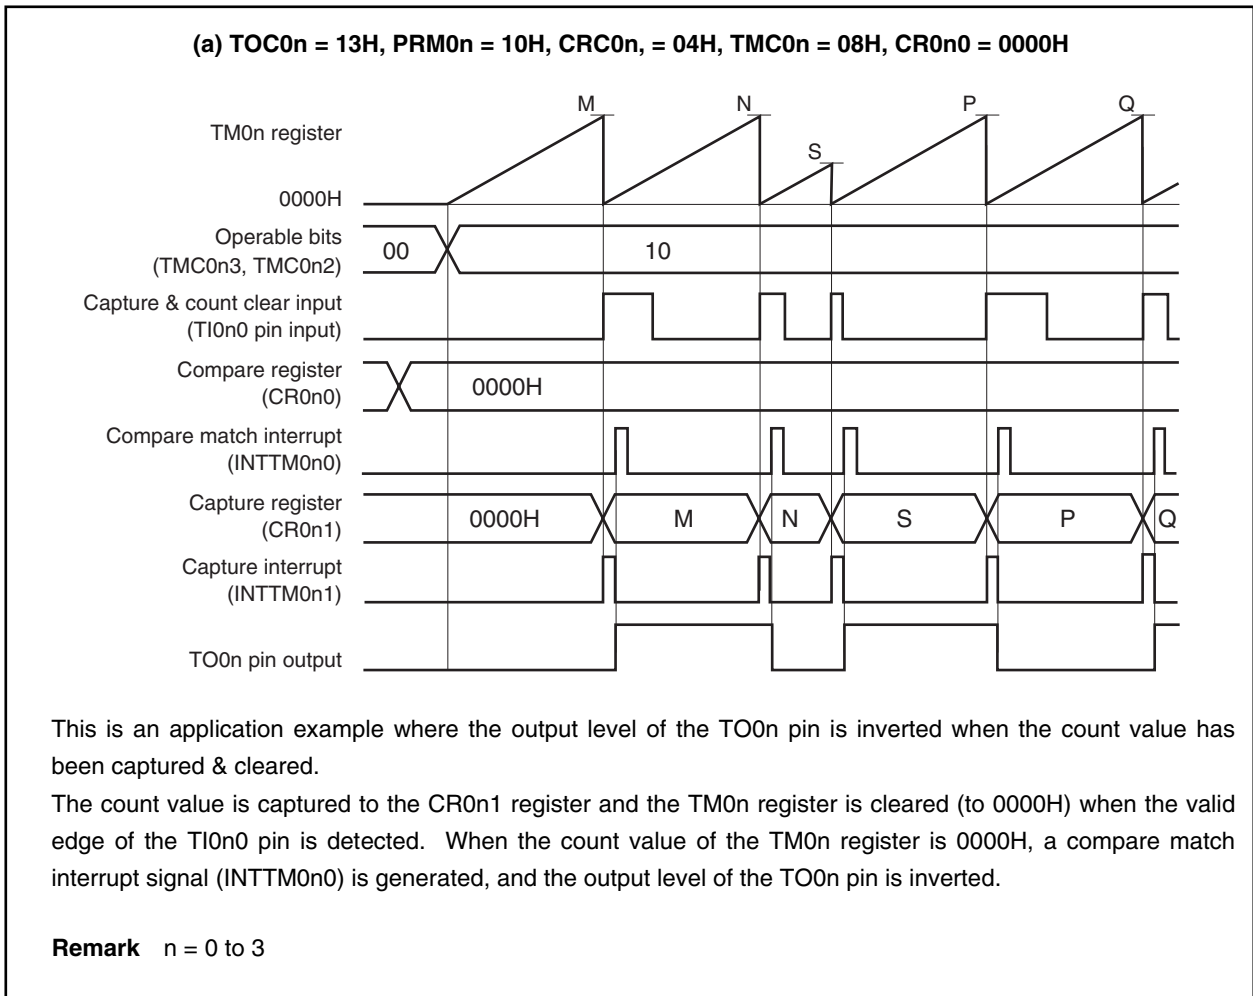 (a) TOC0n = 13H, PRM0n = 10H, CRC0n, = 04H, TMC0n = 08H, CR0n0 = 0000H
M N S P Q
TM0n register
0000H
Operable bits
(TMC0n3, TMC0n2)
00 10
Capture & count clear input
(TI0n0 pin input)
Compare register
(CR0n0)
0000H
Compare match interrupt
(INTTM0n0)
Capture register
(CR0n1)
0000H M N S P Q
Capture interrupt
(INTTM0n1)
TO0n pin output
This is an application example where the output level of the TO0n pin is inverted when the count value has
been captured & cleared.
The count value is captured to the CR0n1 register and the TM0n register is cleared (to 0000H) when the valid
edge of the TI0n0 pin is detected. When the count value of the TM0n register is 0000H, a compare match
interrupt signal (INTTM0n0) is generated, and the output level of the TO0n pin is inverted.
Remark n = 0 to 3